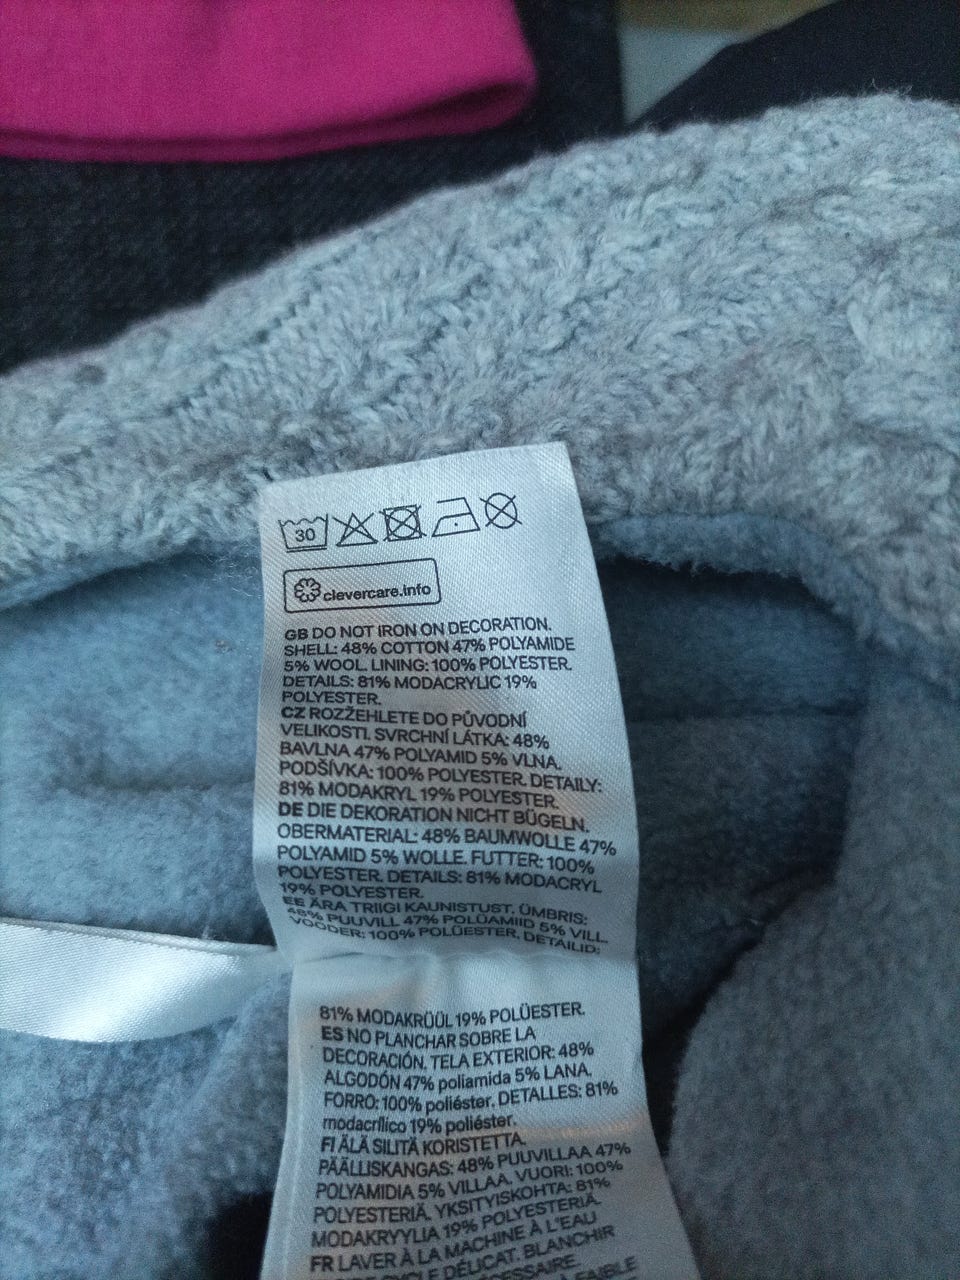 30
clevercare.info
GB DO NOT IRON ON DECORATION.
SHELL: 48% COTTON 47% POLYAMIDE
5% WOOL. LINING: 100% POLYESTER.
DETAILS: 81% MODACRYLIC 19%
POLYESTER.
CZ ROZŽEHLETE DO PŮVODNÍ
VELIKOSTI. SVRCHNÍ LÁTKA: 48%
BAVLNA 47% POLYAMID 5% VLNA.
PODŠÍVKA: 100% POLYESTER. DETAILY:
81% MODAKRYL 19% POLYESTER.
DE DIE DEKORATION NICHT BÜGELN.
OBERMATERIAL: 48% BAUMWOLLE 47%
POLYAMID 5% WOLLE. FUTTER: 100%
POLYESTER. DETAILS: 81% MODACRYL
19% POLYESTER.
EE ÄRA TRIIGI KAUNISTUST. ÜMBRIS:
48% PUUVILL 47% POLÜAMIID 5% VILL.
VOODER: 100% POLÜESTER. DETAILID:
81% MODAKRÜÜL 19% POLÜESTER.
ES NO PLANCHAR SOBRE LA
DECORACIÓN. TELA EXTERIOR: 48%
ALGODÓN 47% poliamida 5% LANA.
FORRO: 100% poliéster. DETALLES: 81%
modacrílico 19% poliéster.
FI ÄLÄ SILITÄ KORISTETTA.
PÄÄLLISKANGAS: 48% PUUVILLAA 47%
POLYAMIDIA 5% VILLAA. VUORI: 100%
POLYESTERIÄ. YKSITYISKOHTA: 81%
MODAKRYYLIA 19% POLYESTERIÄ.
FR LAVER À LA MACHINE À L'EAU
CYCLE DÉLICAT. BLANCHIR
À FAIBLE